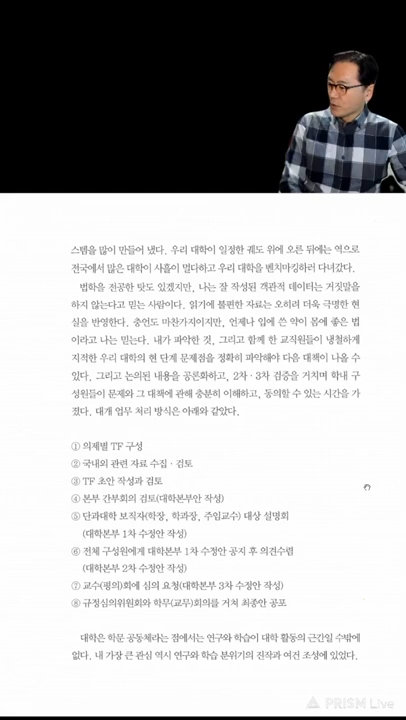 스템을 많이 만들어 냈다. 우리 대학이 일정한 궤도 위에 오른 뒤에는 역으로
전국에서 많은 대학이 사흘이 멀다하고 우리 대학을 벤치마킹하러 다녀갔다.
법학을 전공한 탓도 있겠지만, 나는 잘 작성된 객관적 데이터는 거짓말을
하지 않는다고 믿는 사람이다. 읽기에 불편한 자료는 오히려 더욱 극명한 현
실을 반영한다. 충언도 마찬가지이지만, 언제나 입에 쓴 약이 몸에 좋은 법
이라고 나는 믿는다. 내가 파악한 것, 그리고 함께 한 교직원들이 냉철하게
지적한 우리 대학의 현 단계 문제점을 정확히 파악해야 다음 대책이 나올 수
있다. 그리고 논의된 내용을 공론화하고, 2차·3차 검증을 거치며 학내 구
성원들이 문제와 그 대책에 관해 충분히 이해하고, 동의할 수 있는 시간을 가
졌다. 대개 업무 처리 방식은 아래와 같았다.
① 의제별 TF 구성
② 국내외 관련 자료 수집·검토
③ TF 초안 작성과 검토
④ 본부 간부회의 검토(대학본부안 작성)
⑤ 단과대학 보직자(학장, 학과장, 주임교수) 대상 설명회
(대학본부 1차 수정안 작성)
⑥ 전체 구성원에게 대학본부 1차 수정안 공지 후 의견수렴
(대학본부 2차 수정안 작성)
⑦ 교수(평의)회에 심의 요청(대학본부 3차 수정안 작성)
⑧ 규정심의위원회와 학무(교무)회의를 거쳐 최종안 공포
대학은 학문 공동체라는 점에서는 연구와 학습이 대학 활동의 근간일 수밖에
없다. 내 가장 큰 관심 역시 연구와 학습 분위기의 진작과 여건 조성에 있었다.
PRISM Live